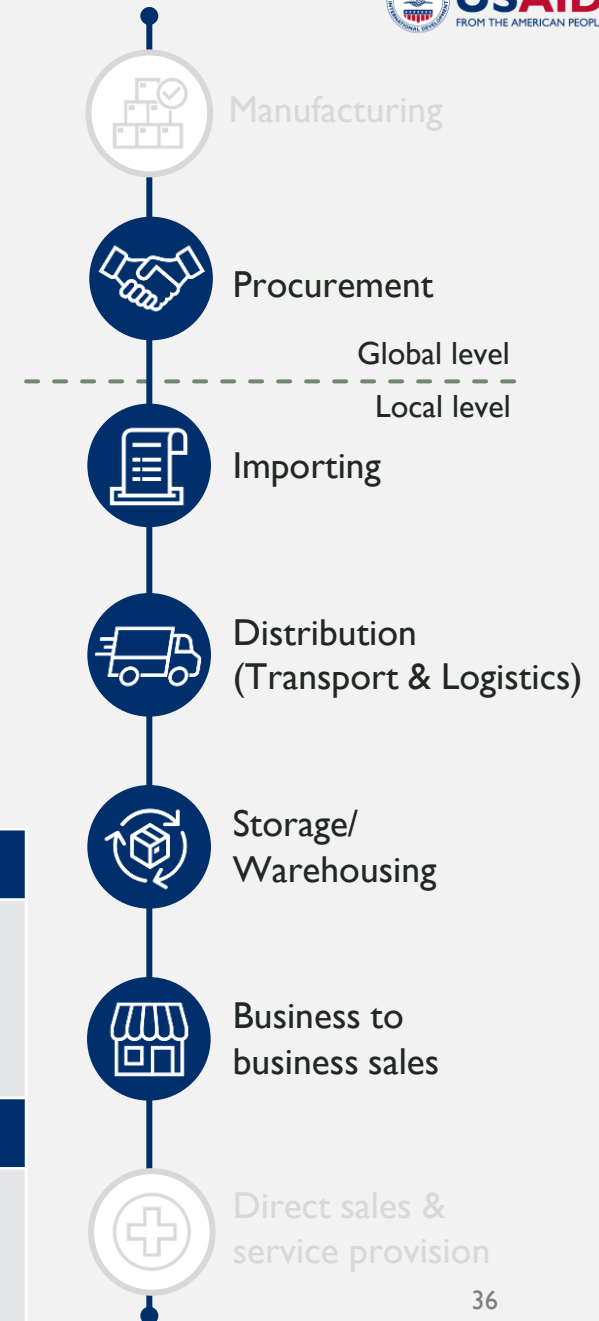 USAID
FROM THE AMERICAN PEOPL
Manufacturing
Procurement
Global level
Local level
Importing
Distribution
(Transport & Logistics)
Storage/
Warehousing
Business to
business sales
Direct sales &
service provision
36